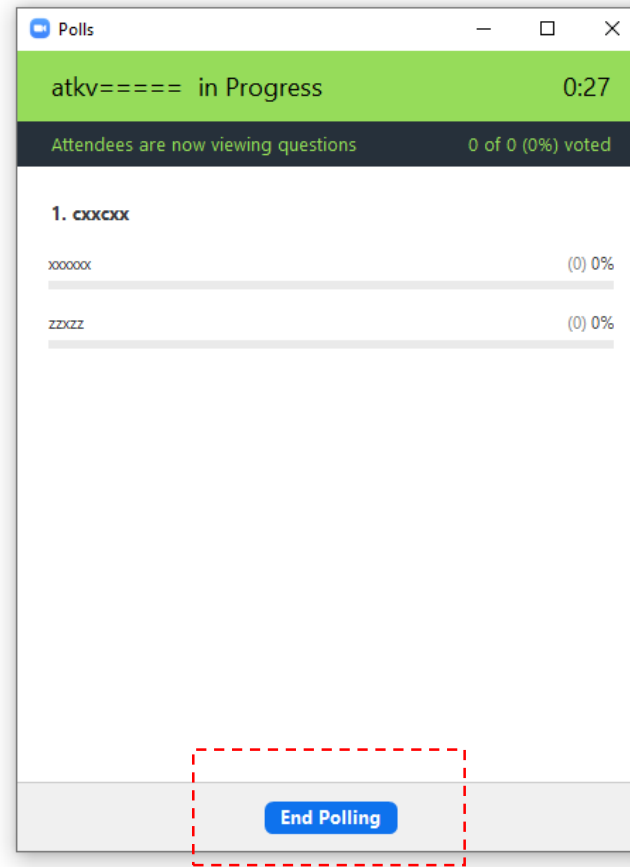 Polls
atkv===== in Progress 0:27
Attendees are now viewing questions 0 of 0 (0%) voted
1. cxxcxx
xxxxxx (0) 0%
zzxzz (0) 0%
End Polling